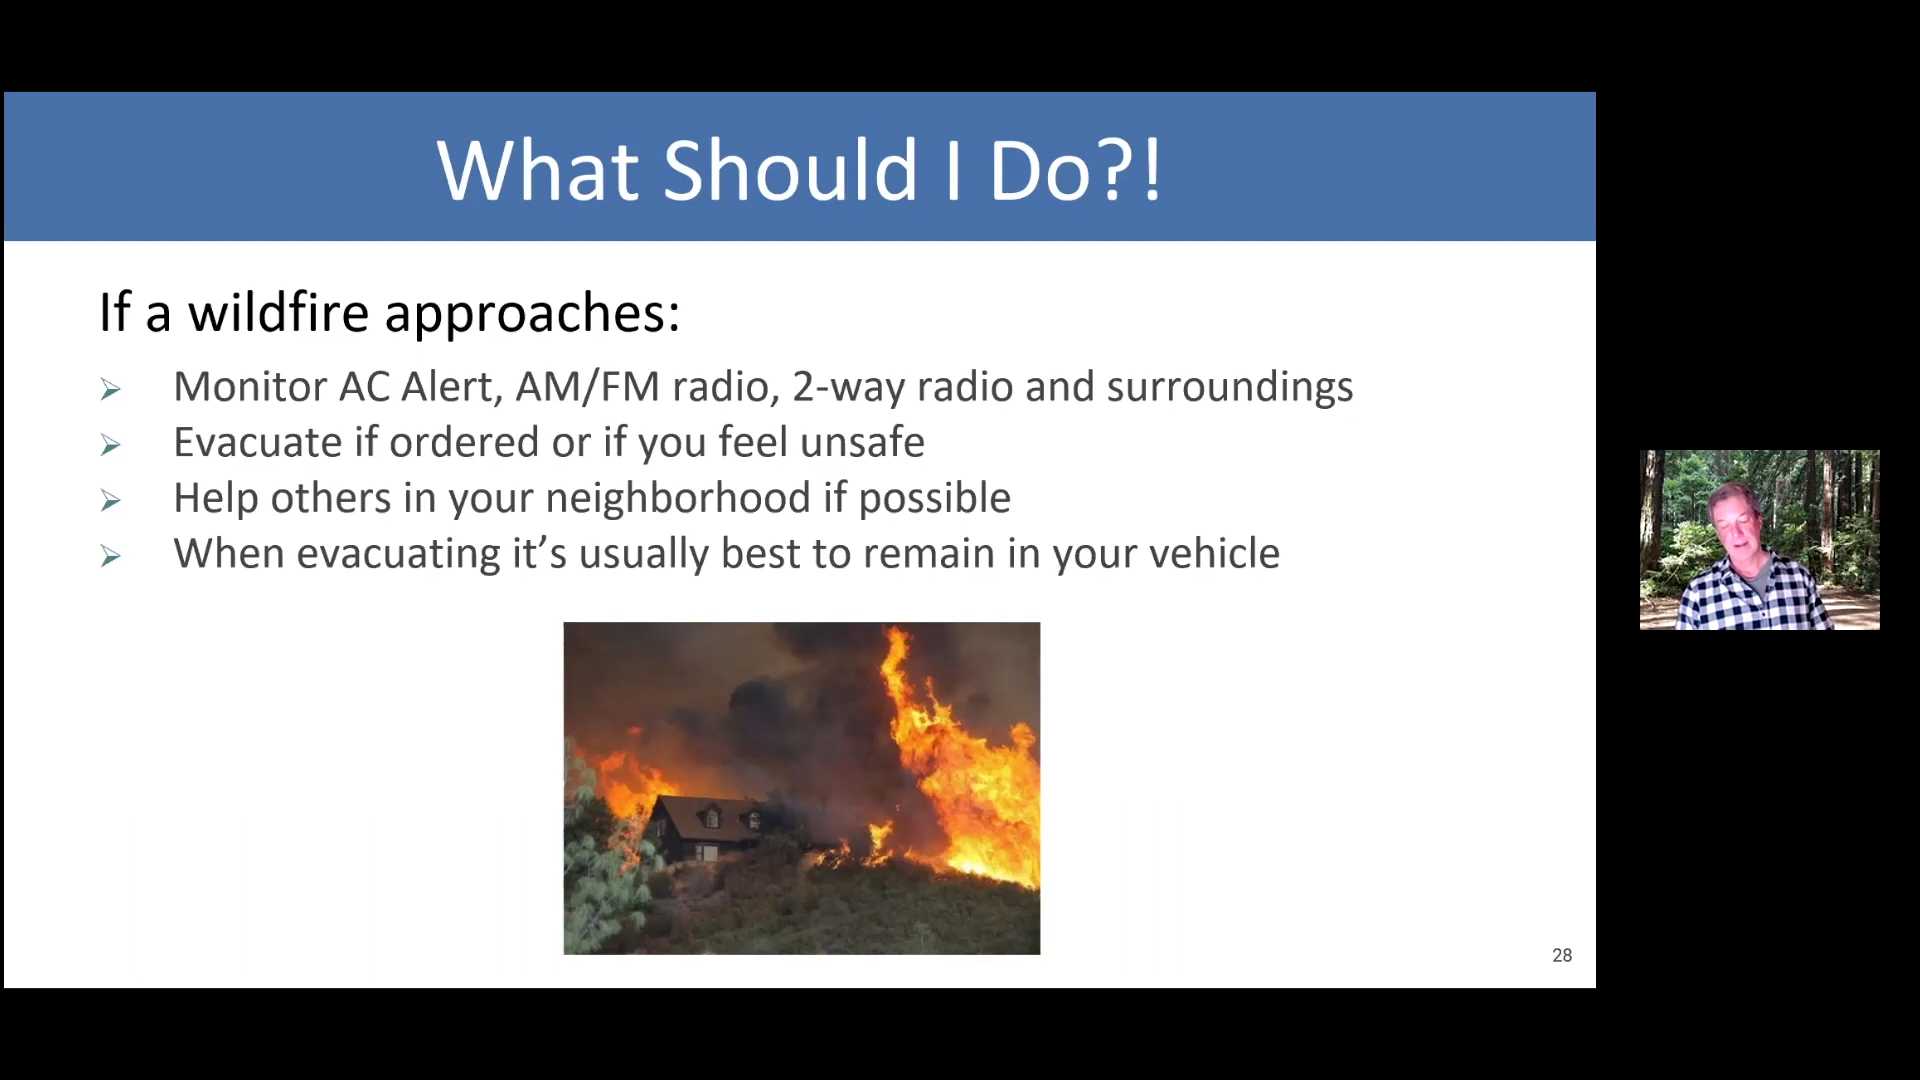 What Should I Do?!
If a wildfire approaches:
Monitor AC Alert, AM/FM radio, 2-way radio and surroundings
Evacuate if ordered or if you feel unsafe
Help others in your neighborhood if possible
When evacuating it’s usually best to remain in your vehicle
28